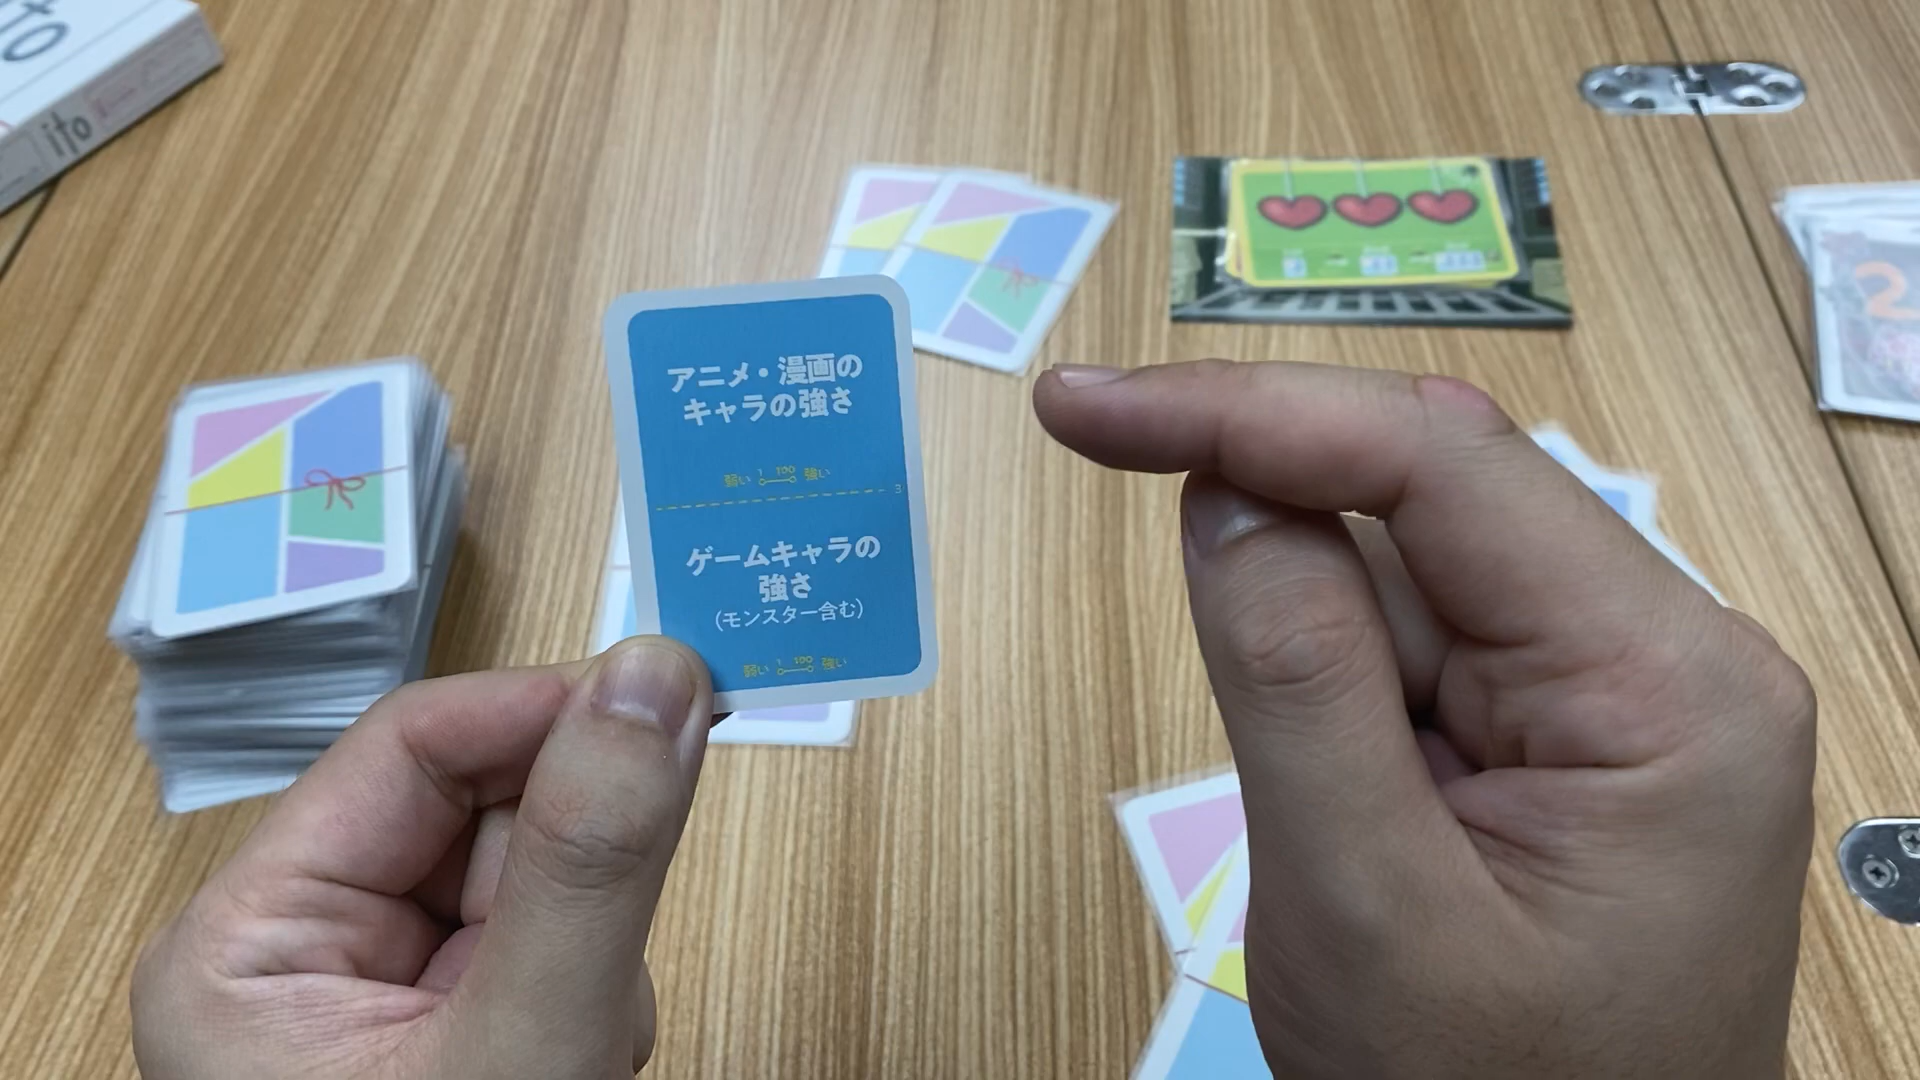 ito
ito
アニメ・漫画の
キャラの強さ
弱い 1 100 強い
3
ゲームキャラの
強さ
(モンスター含む)
弱い 1 100 強い
2